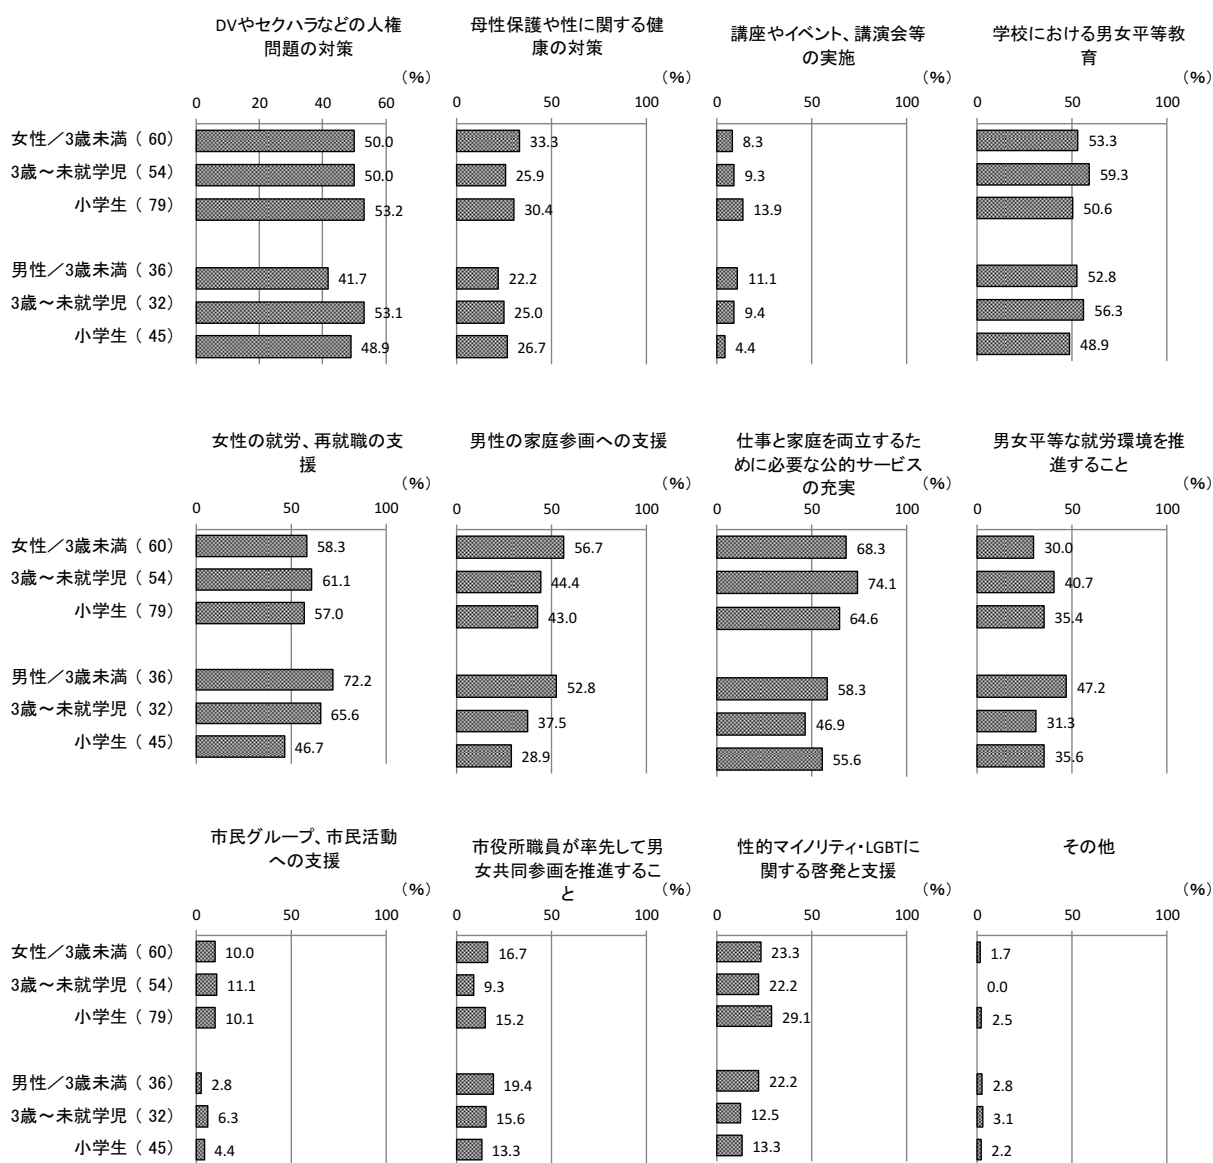 DVやセクハラなどの人権
問題の対策
母性保護や性に関する健
康の対策
講座やイベント、講演会等
の実施
学校における男女平等教
育
（%） （%） （%） （%）
0 20 40 60 0 50 100 0 50 100 0 50 100
女性／3歳未満（ 60） 50.0 33.3 8.3 53.3
3歳～未就学児（ 54） 50.0 25.9 9.3 59.3
小学生（ 79） 53.2 30.4 13.9 50.6
男性／3歳未満（ 36） 41.7 22.2 11.1 52.8
3歳～未就学児（ 32） 53.1 25.0 9.4 56.3
小学生（ 45） 48.9 26.7 4.4 48.9
女性の就労、再就職の支
援
男性の家庭参画への支援
仕事と家庭を両立するた
めに必要な公的サービス
の充実
男女平等な就労環境を推
進すること
（%） （%） （%） （%）
0 50 100 0 50 100 0 50 100 0 50 100
女性／3歳未満（ 60） 58.3 56.7 68.3 30.0
3歳～未就学児（ 54） 61.1 44.4 74.1 40.7
小学生（ 79） 57.0 43.0 64.6 35.4
男性／3歳未満（ 36） 72.2 52.8 58.3 47.2
3歳～未就学児（ 32） 65.6 37.5 46.9 31.3
小学生（ 45） 46.7 28.9 55.6 35.6
市民グループ、市民活動
への支援
市役所職員が率先して男
女共同参画を推進するこ
と
性的マイノリティ・LGBTに
関する啓発と支援
その他
（%） （%） （%） （%）
0 50 100 0 50 100 0 50 100 0 50 100
女性／3歳未満（ 60） 10.0 16.7 23.3 1.7
3歳～未就学児（ 54） 11.1 9.3 22.2 0.0
小学生（ 79） 10.1 15.2 29.1 2.5
男性／3歳未満（ 36） 2.8 19.4 22.2 2.8
3歳～未就学児（ 32） 6.3 15.6 12.5 3.1
小学生（ 45） 4.4 13.3 13.3 2.2